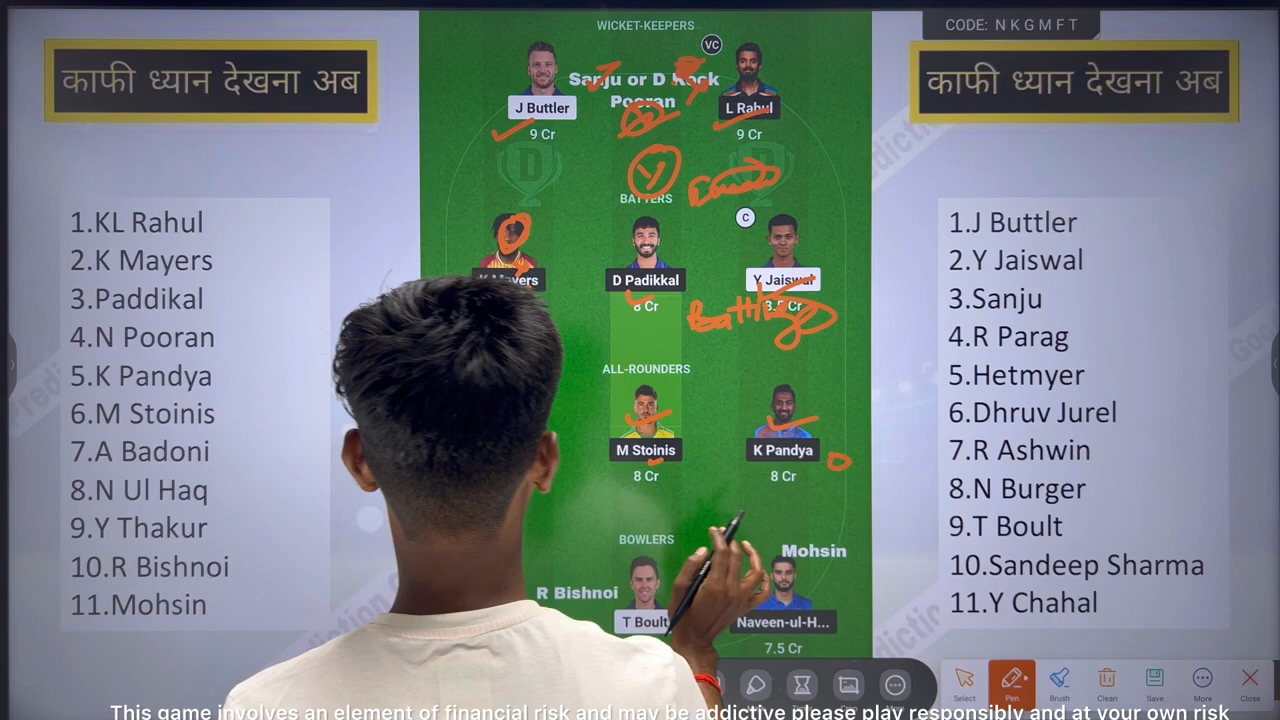 CODE: N K G M F T
काफी ध्यान देखना अब
काफी ध्यान देखना अब
WICKET-KEEPERS
VC
Sanju or D Kock
Pooran
J Buttler
L Rahul
9 Cr
9 Cr
BATTERS
C
K Mayers
D Padikkal
Y Jaiswal
8 Cr
8.5 Cr
Batting
ALL-ROUNDERS
M Stoinis
K Pandya
8 Cr
8 Cr
BOWLERS
Mohsin
R Bishnoi
T Boult
Naveen-ul-H...
7.5 Cr
1.KL Rahul
2.K Mayers
3.Paddikal
4.N Pooran
5.K Pandya
6.M Stoinis
7.A Badoni
8.N Ul Haq
9.Y Thakur
10.R Bishnoi
11.Mohsin
1.J Buttler
2.Y Jaiswal
3.Sanju
4.R Parag
5.Hetmyer
6.Dhruv Jurel
7.R Ashwin
8.N Burger
9.T Boult
10.Sandeep Sharma
11.Y Chahal
Select
Pen
Brush
Clean
Save
More
Close
This game involves an element of financial risk and may be addictive please play responsibly and at your own risk